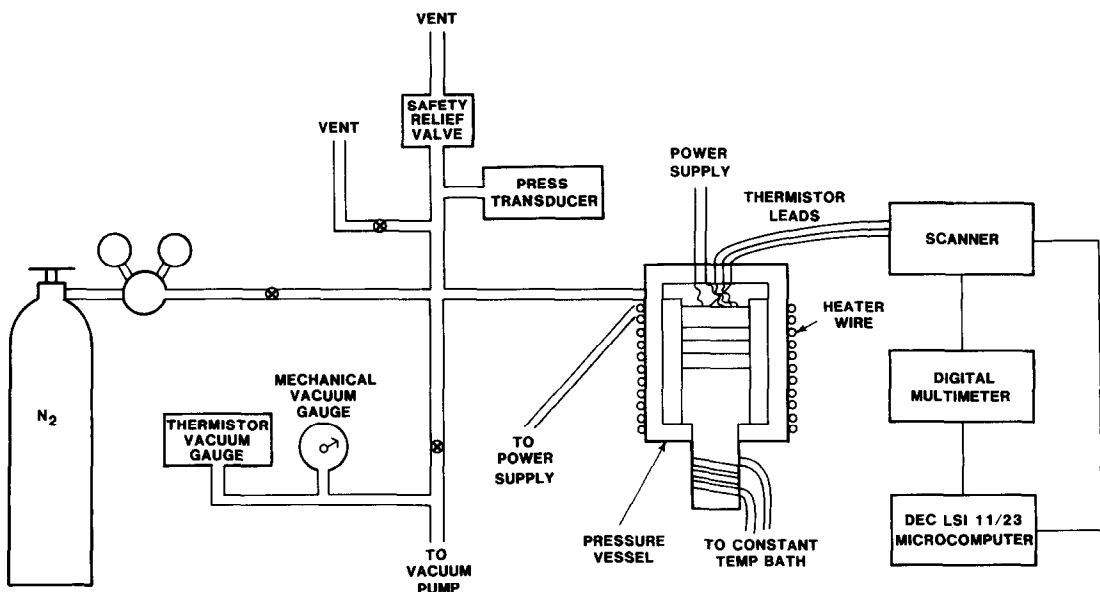 VENT
SAFETY
RELIEF
VALVE
VENT
PRESS
TRANSDUCER
POWER
SUPPLY
THERMISTOR
LEADS
SCANNER
HEATER
WIRE
DIGITAL
MULTIMETER
DEC LSI 11/23
MICROCOMPUTER
N2
MECHANICAL
VACUUM
GAUGE
THERMISTOR
VACUUM
GAUGE
TO
POWER
SUPPLY
TO
VACUUM
PUMP
PRESSURE
VESSEL
TO CONSTANT
TEMP BATH